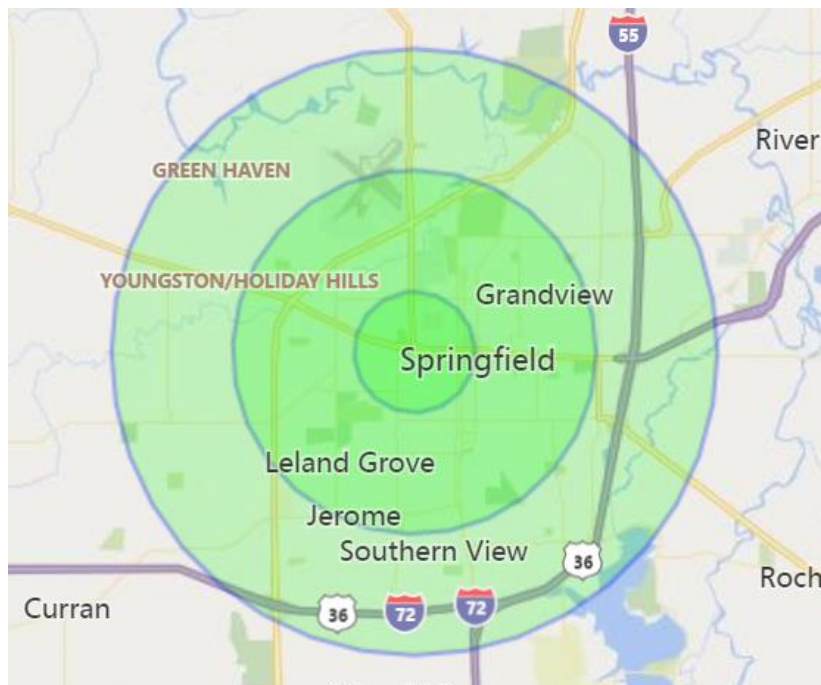 55
River
GREEN HAVEN
YOUNGSTON/HOLIDAY HILLS
Grandview
Springfield
Leland Grove
Jerome
Southern View
36
Roch
Curran
36
72
72